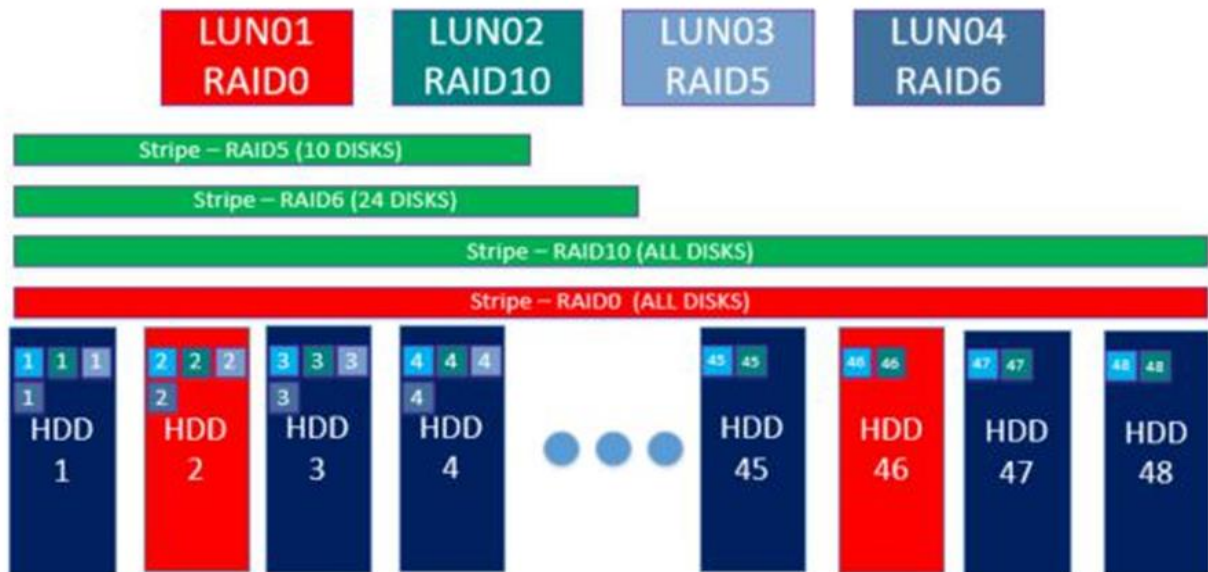 LUN01
RAID0
LUN02
RAID10
LUN03
RAID5
LUN04
RAID6
Stripe – RAID5 (10 DISKS)
Stripe – RAID6 (24 DISKS)
Stripe – RAID10 (ALL DISKS)
Stripe – RAID0 (ALL DISKS)
1 1 1
1
HDD
1
2 2 2
2
HDD
2
3 3 3
3
HDD
3
4 4 4
4
HDD
4
45 45
HDD
45
46 46
HDD
46
47 47
HDD
47
48 48
HDD
48